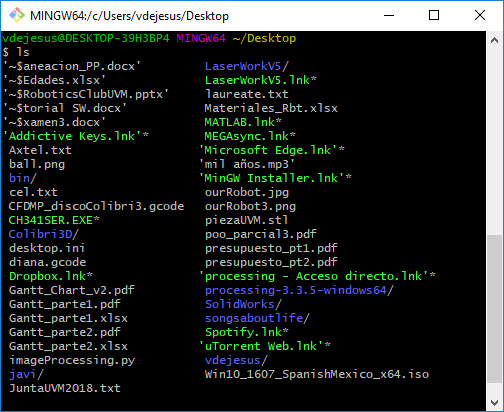 MINGW64:/c/Users/vdejesus/Desktop
vdejesus@DESKTOP-39H3BP4 MINGW64 ~/Desktop
$ ls
'~$aneacion_PP.docx' LaserWorkV5/
'~$Edades.xlsx' LaserWorkV5.lnk*
'~$RoboticsClubUVM.pptx' laureate.txt
'~$torial SW.docx' Materiales_Rbt.xlsx
'~$xamen3.docx' MATLAB.lnk*
'Addictive Keys.lnk'* MEGAsync.lnk*
Axtel.txt 'Microsoft Edge.lnk'*
ball.png 'mil años.mp3'
bin/ 'MinGW Installer.lnk'*
cel.txt ourRobot.jpg
CFDMP_discoColibri3.gcode ourRobot3.png
CH341SER.EXE* piezaUVM.stl
Colibri3D/ poo_parcial3.pdf
desktop.ini presupuesto_pt1.pdf
diana.gcode presupuesto_pt2.pdf
Dropbox.lnk* 'processing - Acceso directo.lnk'*
Gantt_Chart_v2.pdf processing-3.3.5-windows64/
Gantt_parte1.pdf SolidWorks/
Gantt_parte1.xlsx songsaboutlife/
Gantt_parte2.pdf Spotify.lnk*
Gantt_parte2.xlsx 'uTorrent Web.lnk'*
imageProcessing.py vdejesus/
javi/ Win10_1607_SpanishMexico_x64.iso
JuntaUVM2018.txt